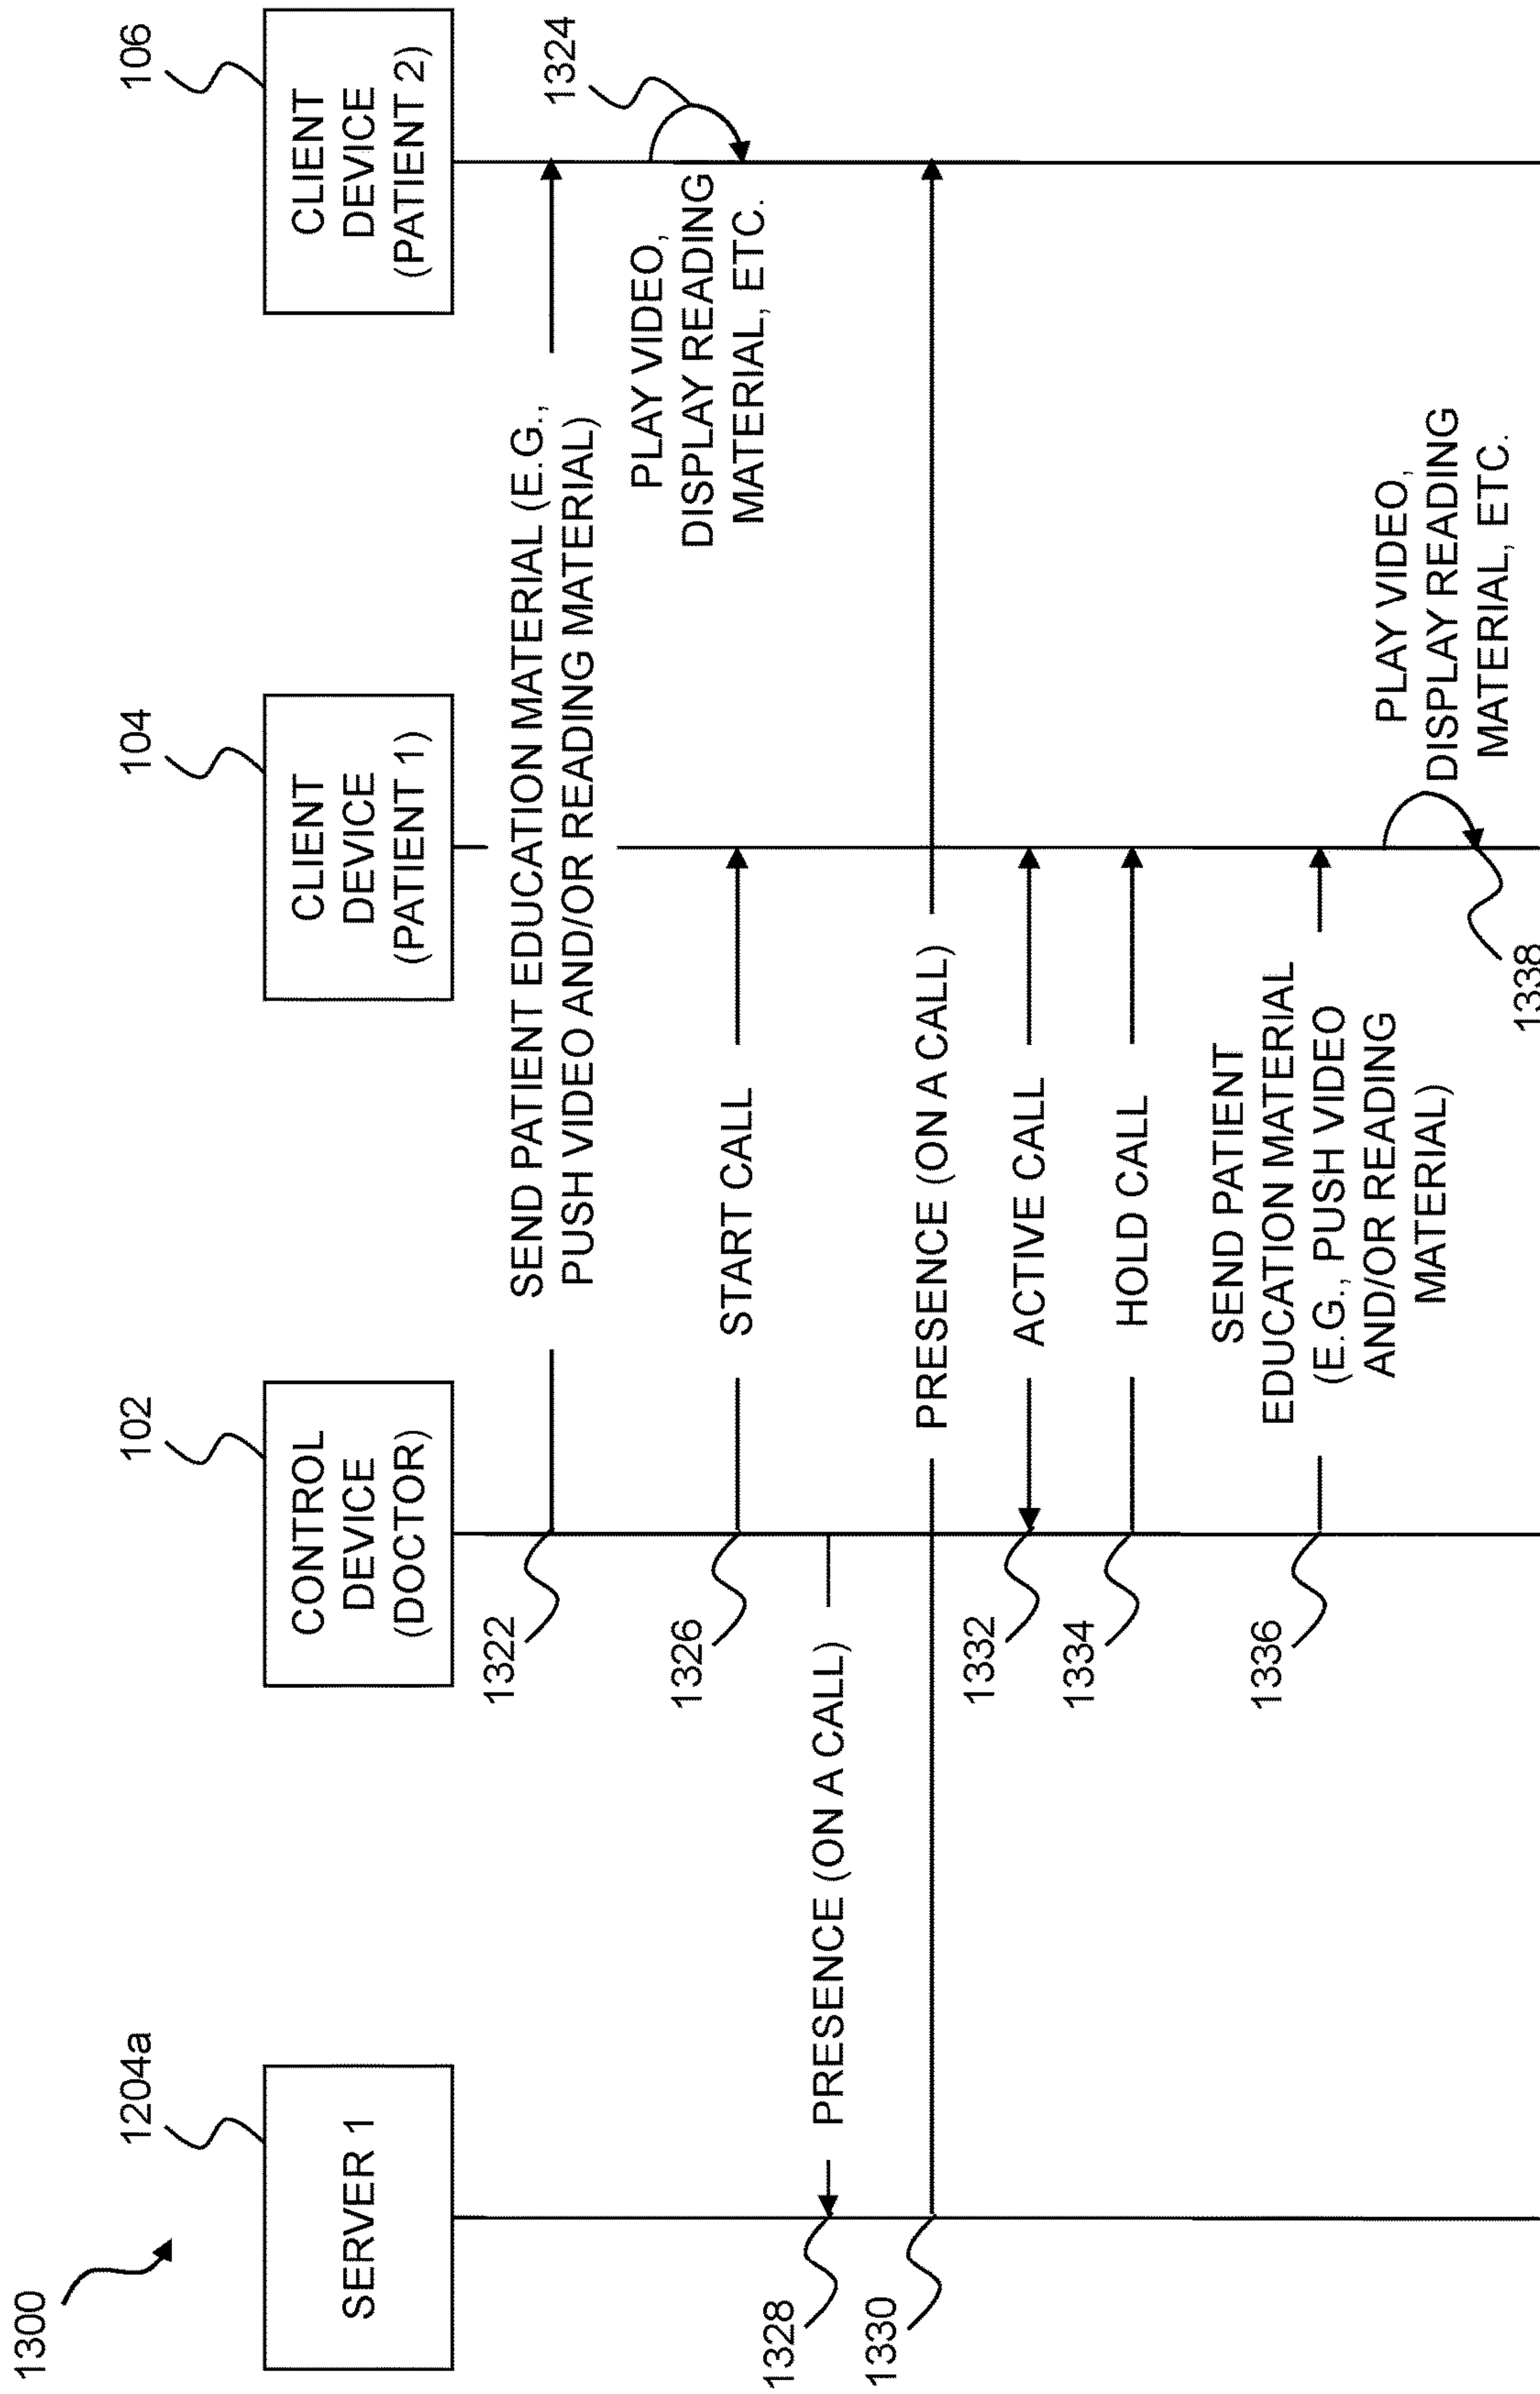 1300
1204a
SERVER 1
102
CONTROL
DEVICE
(DOCTOR)
104
CLIENT
DEVICE
(PATIENT 1)
106
CLIENT
DEVICE
(PATIENT 2)
1322
SEND PATIENT EDUCATION MATERIAL (E.G.,
PUSH VIDEO AND/OR READING MATERIAL)
1324
PLAY VIDEO,
DISPLAY READING
MATERIAL, ETC.
1326
START CALL
1328
PRESENCE (ON A CALL)
1330
PRESENCE (ON A CALL)
1332
ACTIVE CALL
1334
HOLD CALL
1336
SEND PATIENT
EDUCATION MATERIAL
(E.G., PUSH VIDEO
AND/OR READING
MATERIAL)
PLAY VIDEO,
DISPLAY READING
MATERIAL, ETC.
1338